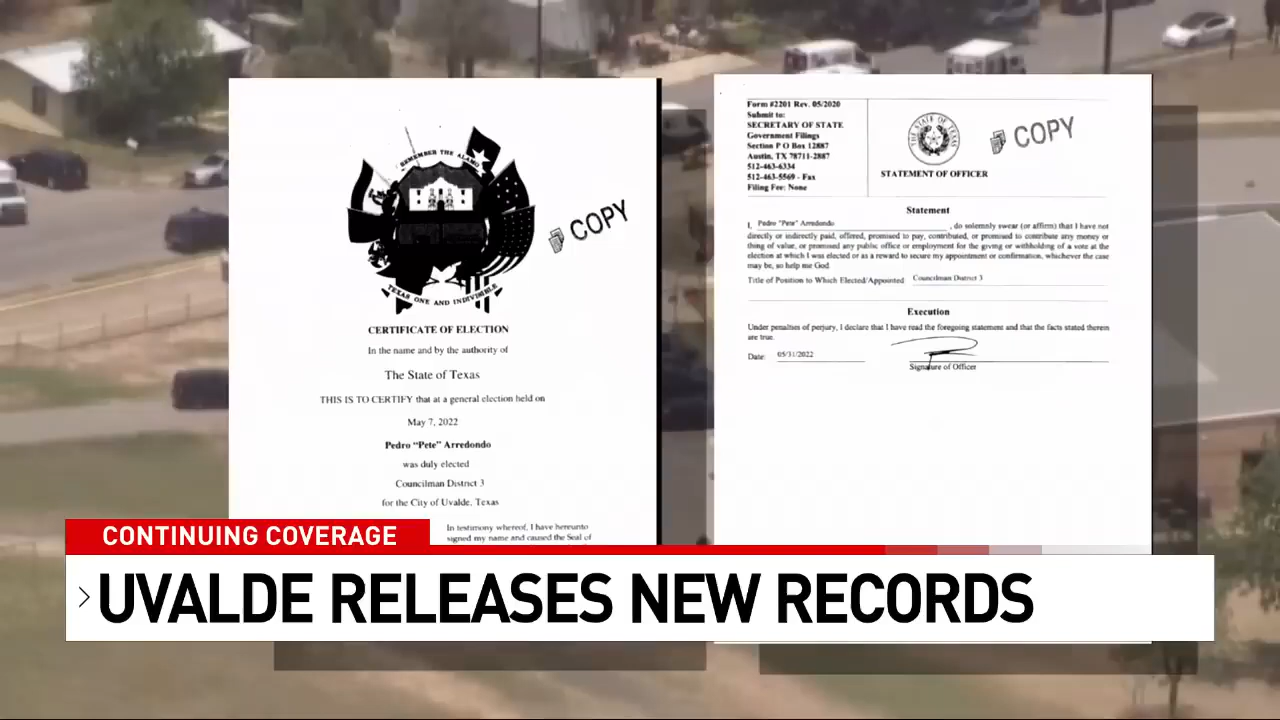 REMEMBER THE ALAMO
TEXAS ONE AND INDIVISIBLE
COPY
CERTIFICATE OF ELECTION
In the name and by the authority of
The State of Texas
THIS IS TO CERTIFY that at a general election held on
May 7, 2022
Pedro “Pete” Arredondo
was duly elected
Councilman District 3
for the City of Uvalde, Texas
In testimony whereof, I have hereunto
signed my name and caused the Seal of
Form #2201 Rev. 05/2020
Submit to:
SECRETARY OF STATE
Government Filings
Section P O Box 12887
Austin, TX 78711-2887
512-463-6334
512-463-5569 - Fax
Filing Fee: None
THE STATE OF TEXAS
COPY
STATEMENT OF OFFICER
Statement
I, Pedro "Pete" Arredondo , do solemnly swear (or affirm) that I have not
directly or indirectly paid, offered, promised to pay, contributed, or promised to contribute any money or
thing of value, or promised any public office or employment for the giving or withholding of a vote at the
election at which I was elected or as a reward to secure my appointment or confirmation, whichever the case
may be, so help me God.
Title of Position to Which Elected/Appointed: Councilman District 3
Execution
Under penalties of perjury, I declare that I have read the foregoing statement and that the facts stated therein
are true.
Date: 05/31/2022
Signature of Officer
CONTINUING COVERAGE
UVALDE RELEASES NEW RECORDS